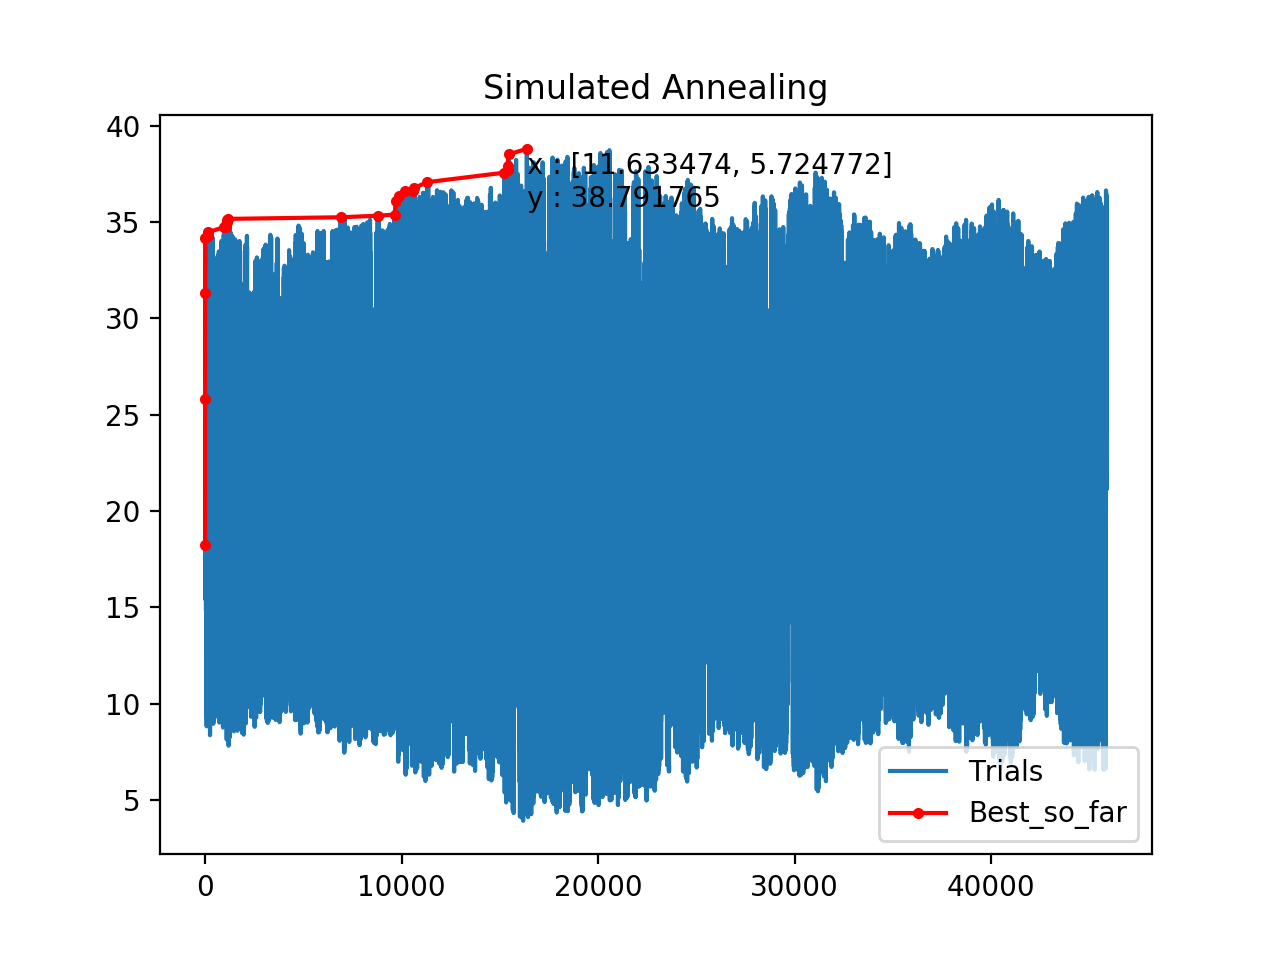 Simulated Annealing
40
35
30
25
20
15
10
5
x : [11.633474, 5.724772]
y : 38.791765
Trials
Best_so_far
0 10000 20000 30000 40000